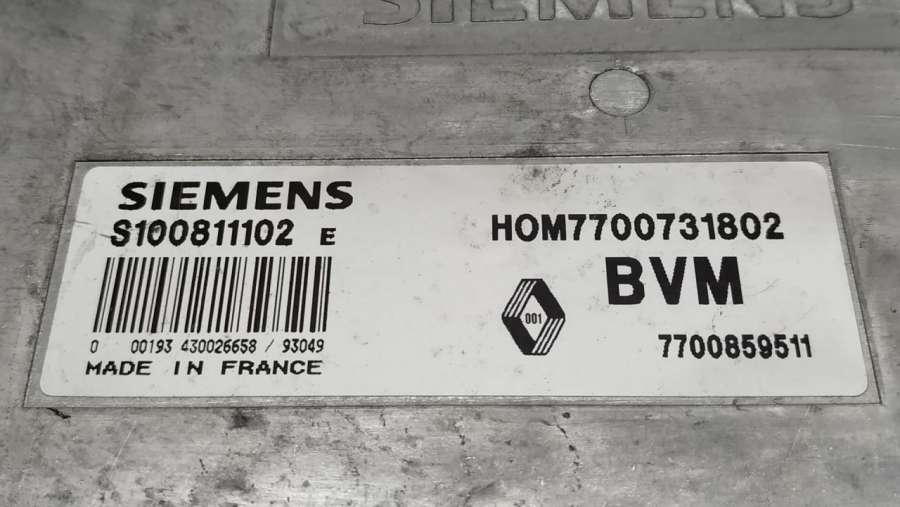 SIEMENS
SIEMENS
S100811102 E
0 00193 430026658 / 93049
MADE IN FRANCE
HOM7700731802
BVM
001
7700859511